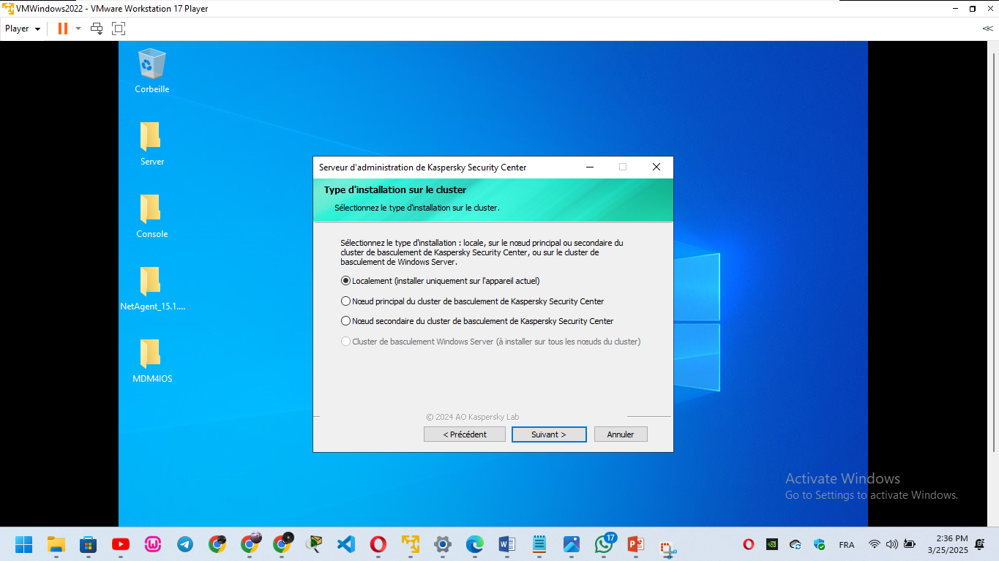 VMWindows2022 - VMware Workstation 17 Player
Player
Corbeille
Server
Console
NetAgent_15.1....
MDM4IOS
Serveur d'administration de Kaspersky Security Center
Type d'installation sur le cluster
Sélectionnez le type d'installation sur le cluster.
Sélectionnez le type d'installation : locale, sur le nœud principal ou secondaire du
cluster de basculement de Kaspersky Security Center, ou sur le cluster de
basculement de Windows Server.
Localement (installer uniquement sur l'appareil actuel)
Nœud principal du cluster de basculement de Kaspersky Security Center
Nœud secondaire du cluster de basculement de Kaspersky Security Center
Cluster de basculement Windows Server (à installer sur tous les nœuds du cluster)
© 2024 AO Kaspersky Lab
< Précédent
Suivant >
Annuler
Activate Windows
Go to Settings to activate Windows.
17
FRA
2:36 PM
3/25/2025